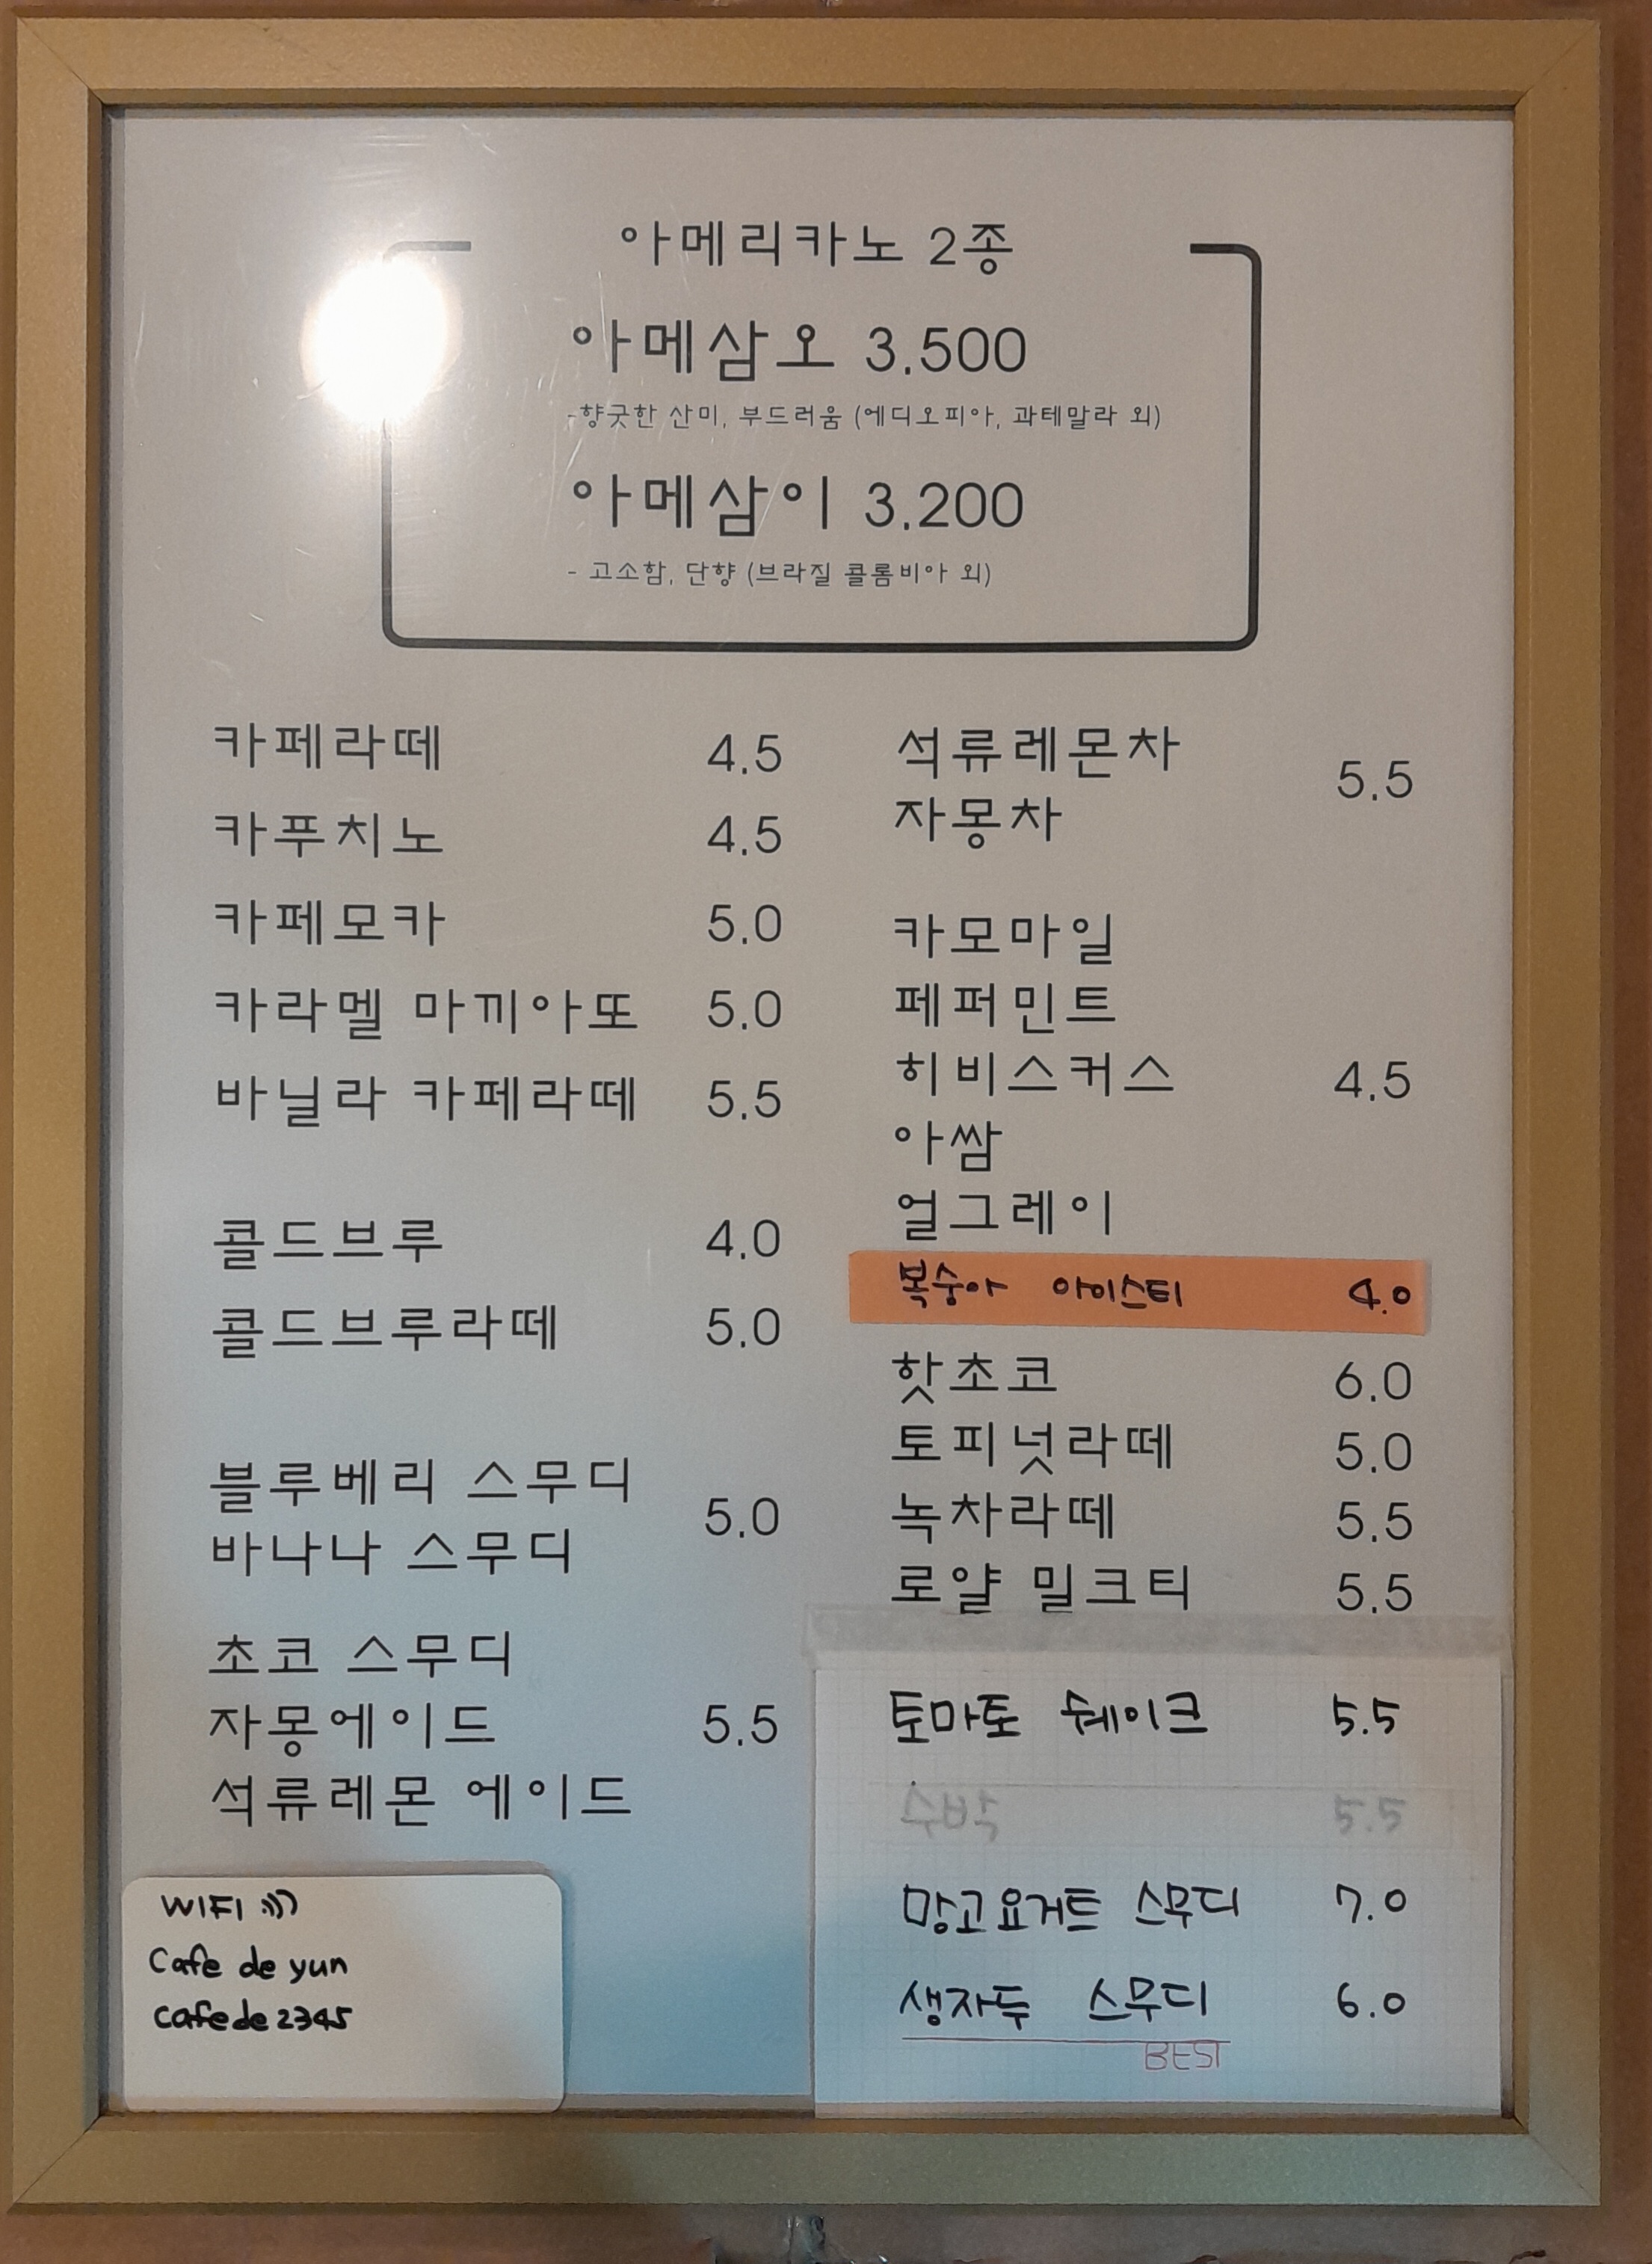 아메리카노 2종
아메삼오 3.500
-향긋한 산미, 부드러움 (에디오피아, 과테말라 외)
아메삼이 3.200
- 고소함, 단향 (브라질 콜롬비아 외)
카페라떼 4.5
카푸치노 4.5
카페모카 5.0
카라멜 마끼아또 5.0
바닐라 카페라떼 5.5
콜드브루 4.0
콜드브루라떼 5.0
블루베리 스무디
바나나 스무디
5.0
초코 스무디
자몽에이드 5.5
석류레몬 에이드
WIFI
Cafe de yun
cafede2345
석류레몬차
자몽차
5.5
카모마일
페퍼민트
히비스커스 4.5
아쌈
얼그레이
복숭아 아이스티 4.0
핫초코 6.0
토피넛라떼 5.0
녹차라떼 5.5
로얄 밀크티 5.5
토마토 쉐이크 5.5
수박 5.5
망고요거트 스무디 7.0
생자두 스무디 6.0
BEST